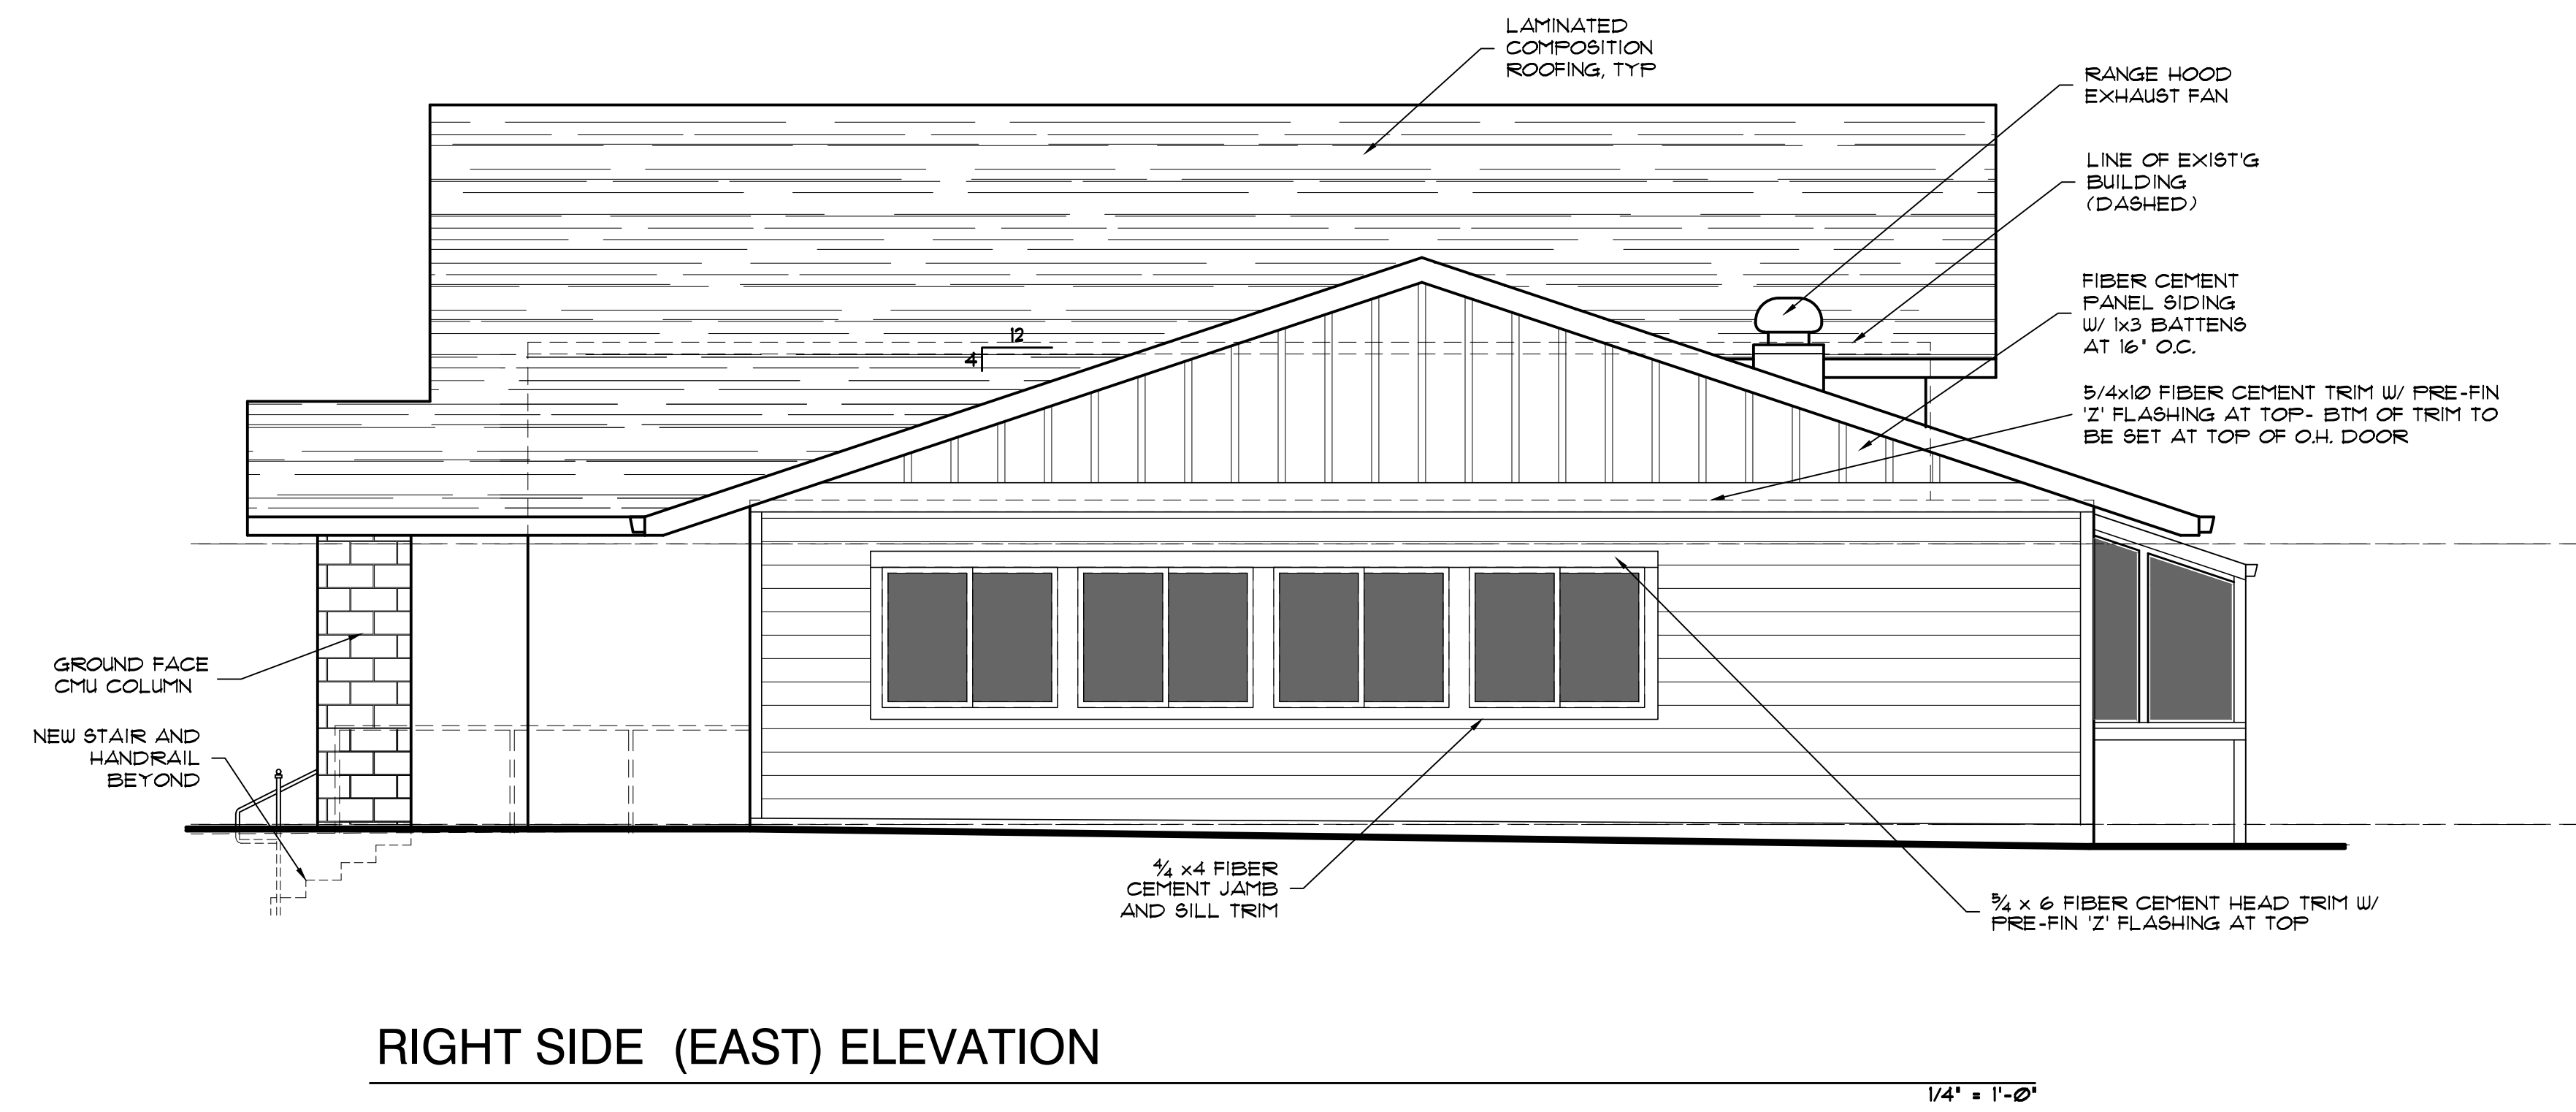 LAMINATED
COMPOSITION
ROOFING, TYP
RANGE HOOD
EXHAUST FAN
LINE OF EXIST'G
BUILDING
(DASHED)
FIBER CEMENT
PANEL SIDING
W/ 1x3 BATTENS
AT 16" O.C.
12
4
5/4x10 FIBER CEMENT TRIM W/ PRE-FIN
'Z' FLASHING AT TOP- BTM OF TRIM TO
BE SET AT TOP OF O.H. DOOR
GROUND FACE
CMU COLUMN
NEW STAIR AND
HANDRAIL
BEYOND
4/4 x4 FIBER
CEMENT JAMB
AND SILL TRIM
5/4 x 6 FIBER CEMENT HEAD TRIM W/
PRE-FIN 'Z' FLASHING AT TOP
RIGHT SIDE (EAST) ELEVATION
1/4" = 1'-0"